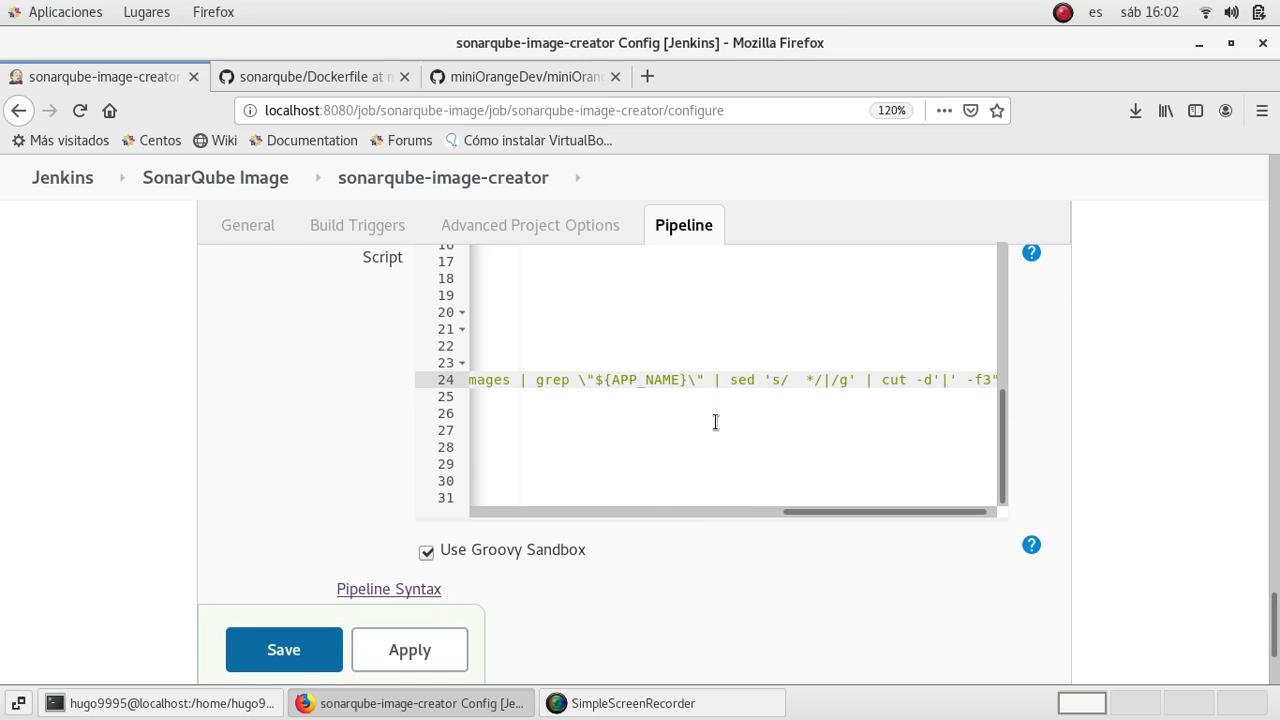 Aplicaciones Lugares Firefox es sáb 16:02
sonarqube-image-creator Config [Jenkins] - Mozilla Firefox
sonarqube-image-creator sonarqube/Dockerfile at miniOrangeDev/miniOran
localhost:8080/job/sonarqube-image/job/sonarqube-image-creator/configure 120%
Más visitados Centos Wiki Documentation Forums Cómo instalar VirtualBo...
Jenkins SonarQube Image sonarqube-image-creator
General Build Triggers Advanced Project Options Pipeline
16
Script
17
18
19
20
21
22
23
24 mages | grep \"${APP_NAME}\" | sed 's/  */|/g' | cut -d'|' -f3"
25
26
27
28
29
30
31
Use Groovy Sandbox
Pipeline Syntax
Save Apply
hugo9995@localhost:/home/hugo9... sonarqube-image-creator Config [Je... SimpleScreenRecorder